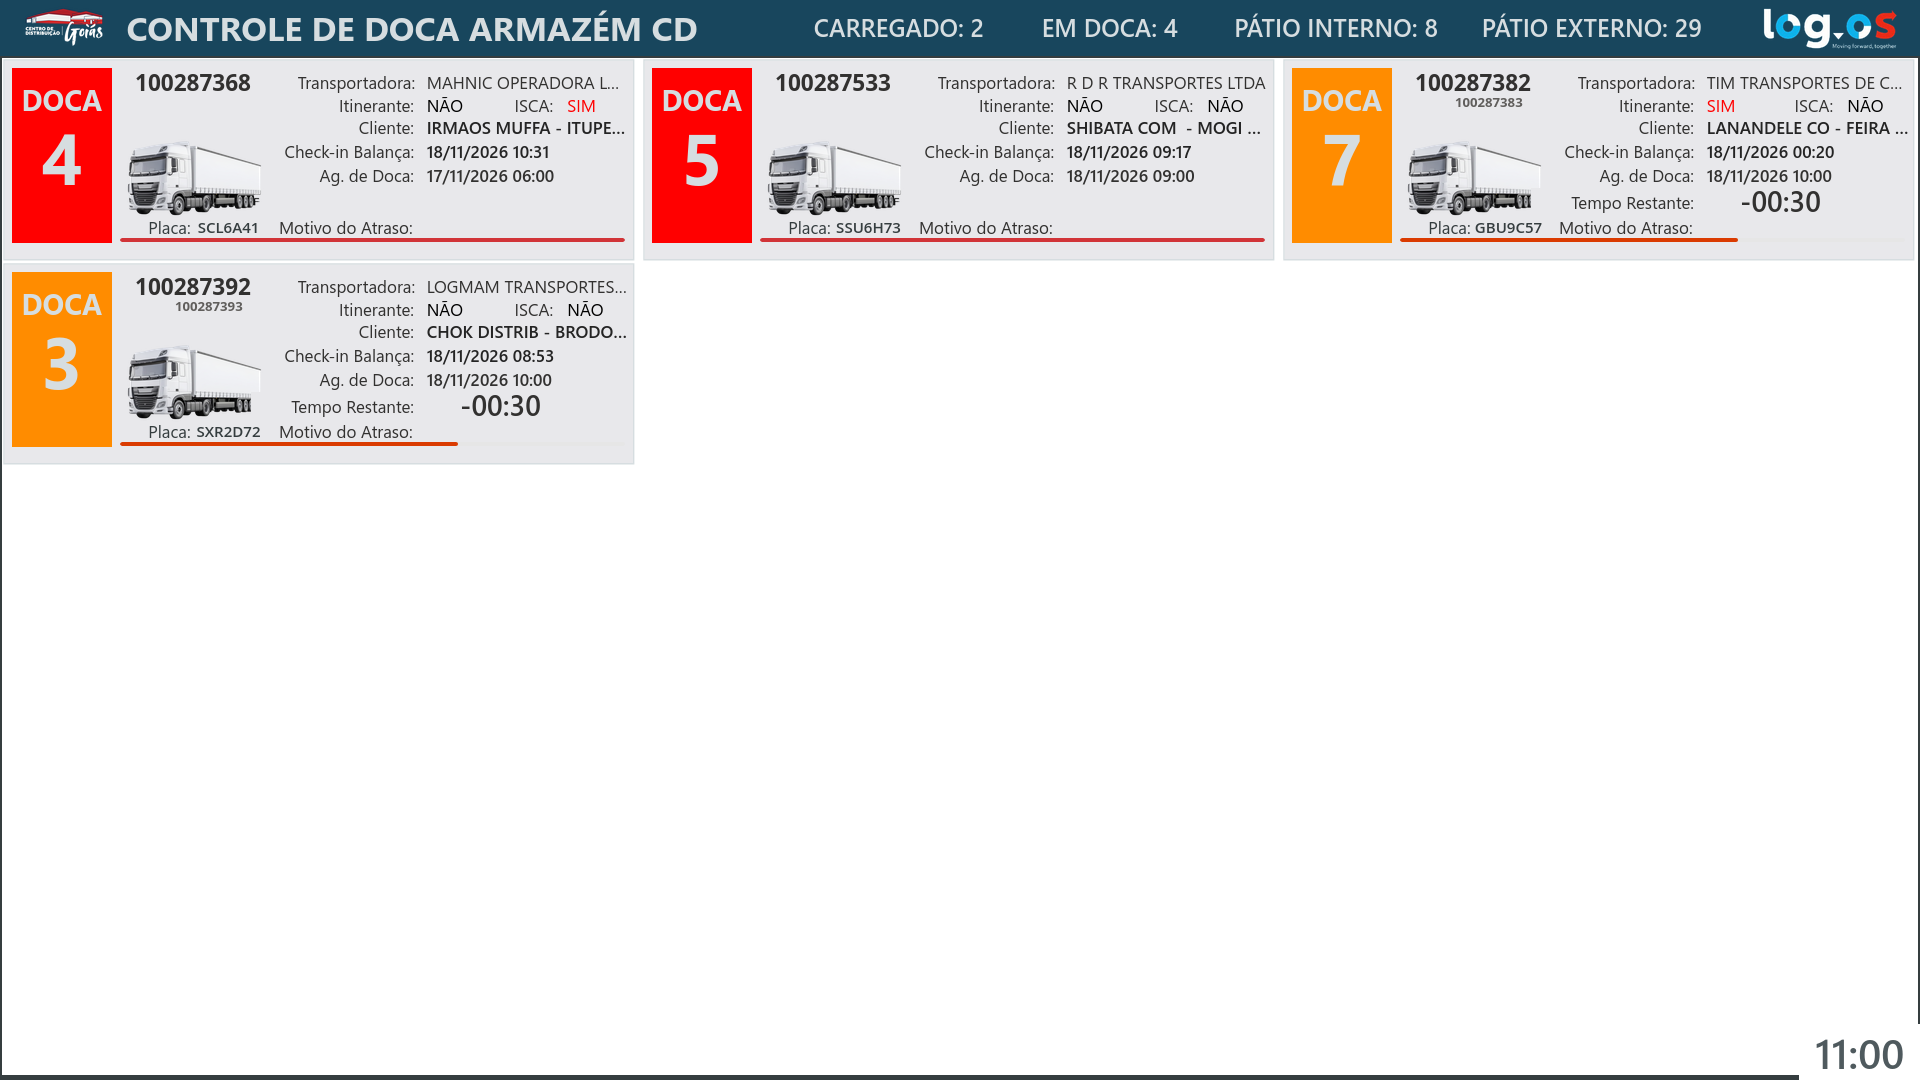 CENTRO DE DISTRIBUIÇÃO Goiás
CONTROLE DE DOCA ARMAZÉM CD
CARREGADO: 2
EM DOCA: 4
PÁTIO INTERNO: 8
PÁTIO EXTERNO: 29
log.os
Moving forward, together
DOCA
4
100287368
Transportadora: MAHNIC OPERADORA L...
Itinerante: NÃO ISCA: SIM
Cliente: IRMAOS MUFFA - ITUPE...
Check-in Balança: 18/11/2026 10:31
Ag. de Doca: 17/11/2026 06:00
Placa: SCL6A41 Motivo do Atraso:
DOCA
5
100287533
Transportadora: R D R TRANSPORTES LTDA
Itinerante: NÃO ISCA: NÃO
Cliente: SHIBATA COM - MOGI ...
Check-in Balança: 18/11/2026 09:17
Ag. de Doca: 18/11/2026 09:00
Placa: SSU6H73 Motivo do Atraso:
DOCA
7
100287382
100287383
Transportadora: TIM TRANSPORTES DE C...
Itinerante: SIM ISCA: NÃO
Cliente: LANANDELE CO - FEIRA ...
Check-in Balança: 18/11/2026 00:20
Ag. de Doca: 18/11/2026 10:00
Tempo Restante: -00:30
Placa: GBU9C57 Motivo do Atraso:
DOCA
3
100287392
100287393
Transportadora: LOGMAM TRANSPORTES...
Itinerante: NÃO ISCA: NÃO
Cliente: CHOK DISTRIB - BRODO...
Check-in Balança: 18/11/2026 08:53
Ag. de Doca: 18/11/2026 10:00
Tempo Restante: -00:30
Placa: SXR2D72 Motivo do Atraso:
11:00